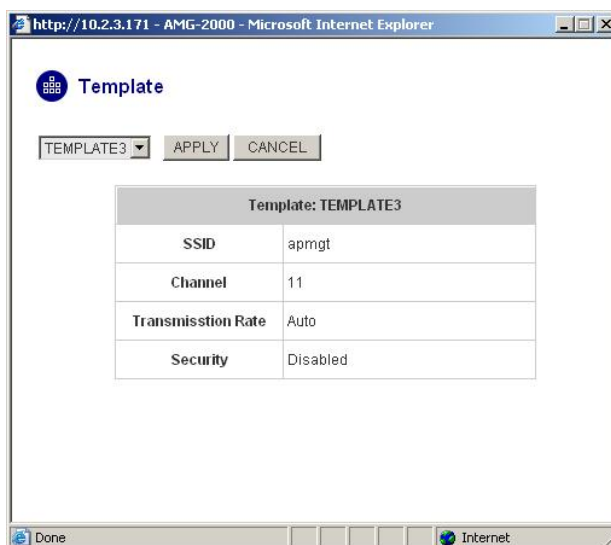 http://10.2.3.171 - AMG-2000 - Microsoft Internet Explorer
Template
TEMPLATE3 APPLY CANCEL
Template: TEMPLATE3
SSID apmgt
Channel 11
Transmisstion Rate Auto
Security Disabled
Done Internet